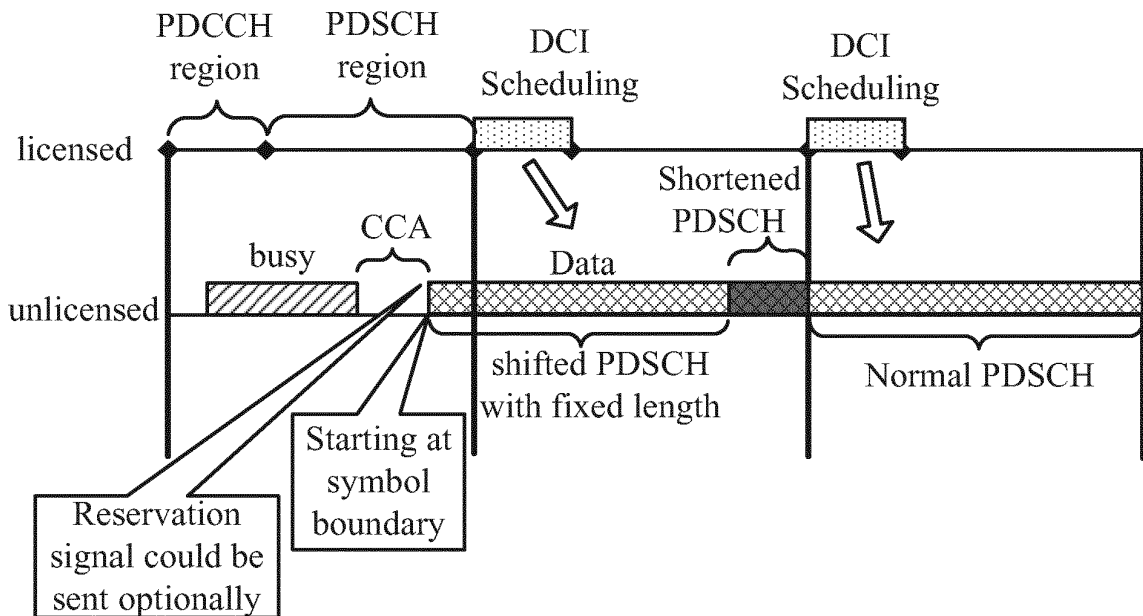 PDCCH
region
PDSCH
region
DCI
Scheduling
DCI
Scheduling
licensed
Shortened
PDSCH
CCA
busy
Data
unlicensed
shifted PDSCH
with fixed length
Normal PDSCH
Starting at
symbol
boundary
Reservation
signal could be
sent optionally